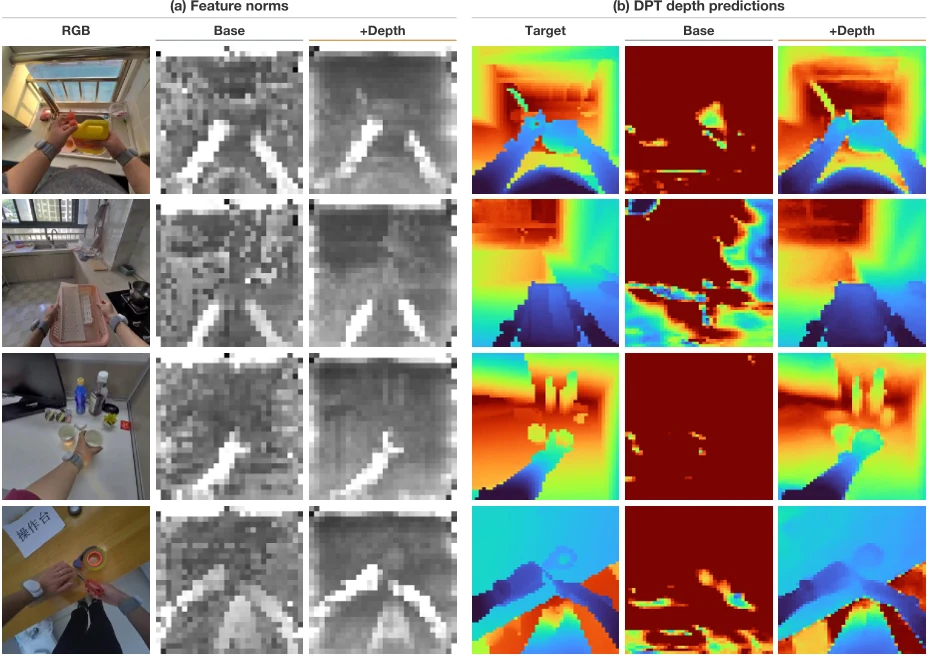 (a) Feature norms
(b) DPT depth predictions
RGB
Base
+Depth
Target
Base
+Depth
操作台